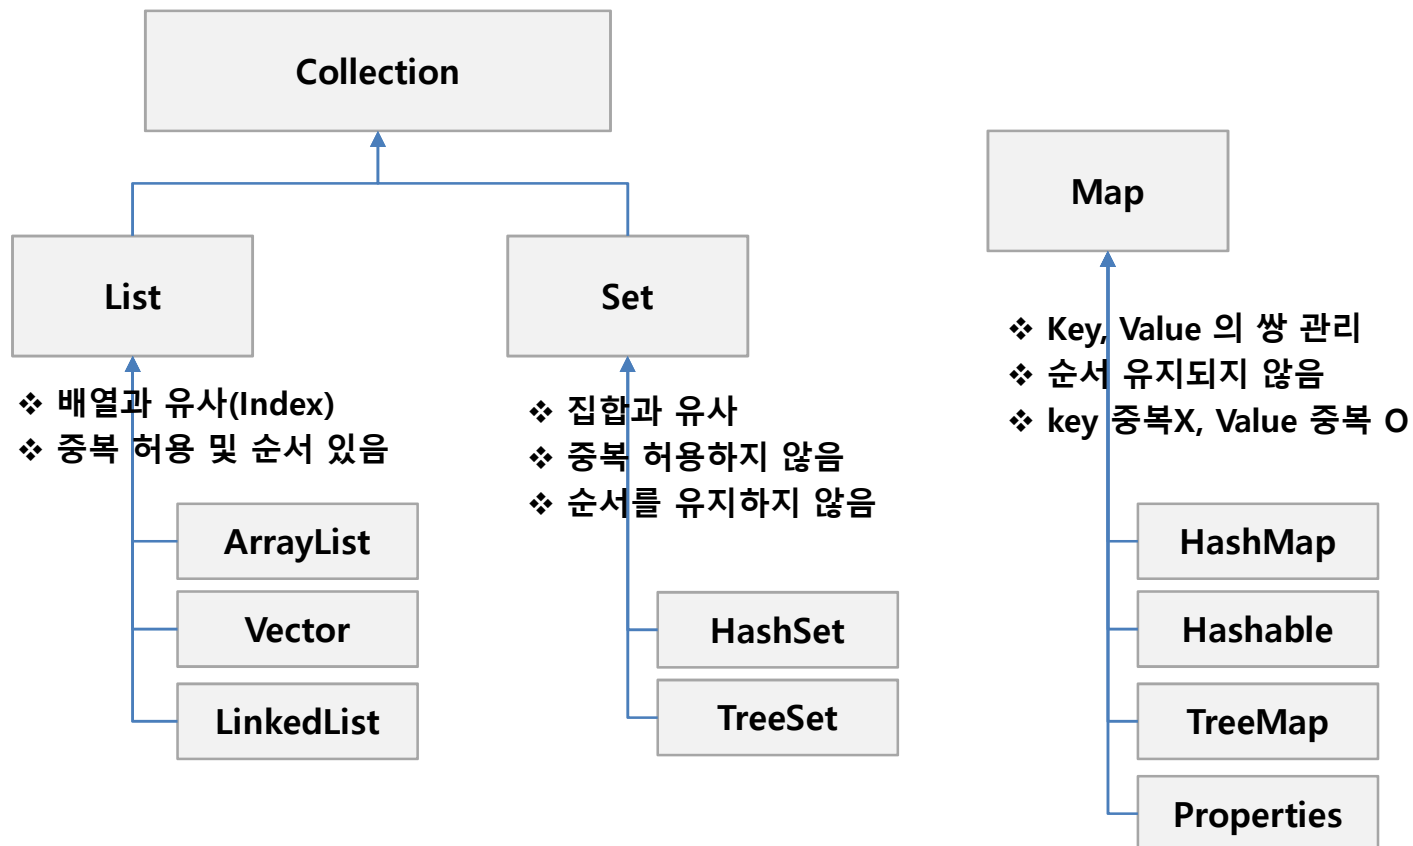 Collection
List
❖ 배열과 유사(Index)
❖ 중복 허용 및 순서 있음
ArrayList
Vector
LinkedList
Set
❖ 집합과 유사
❖ 중복 허용하지 않음
❖ 순서를 유지하지 않음
HashSet
TreeSet
Map
❖ Key, Value 의 쌍 관리
❖ 순서 유지되지 않음
❖ key 중복X, Value 중복 O
HashMap
Hashable
TreeMap
Properties